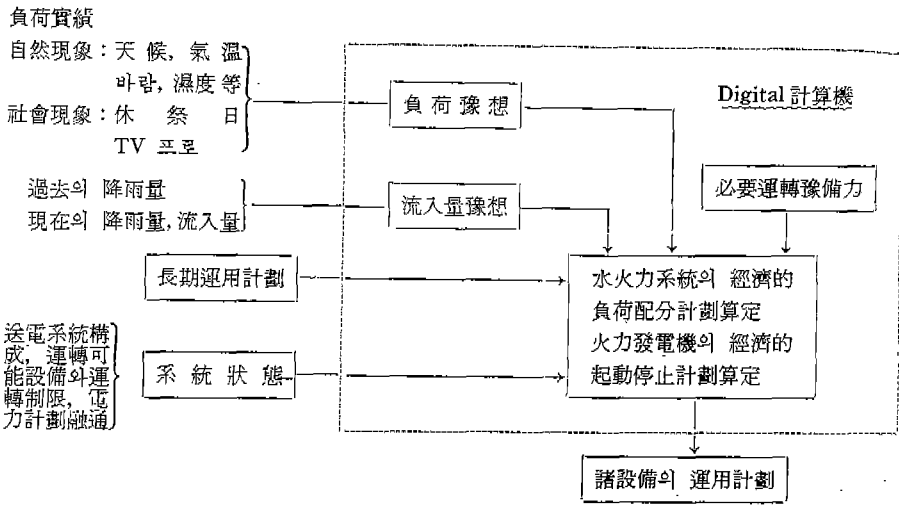 負荷實績
自然現象 : 天候, 氣溫
바람, 濕度 等
社會現象 : 休祭日
TV 프로
負荷豫想
Digital 計算機
過去의 降雨量
現在의 降雨量, 流入量
流入量豫想
必要運轉豫備力
長期運用計劃
水火力系統의 經濟的
負荷配分計劃算定
火力發電機의 經濟的
起動停止計劃算定
送電系統構
成, 運轉可
能設備와運
轉制限, 電
力計劃融通
系統狀態
諸設備의 運用計劃